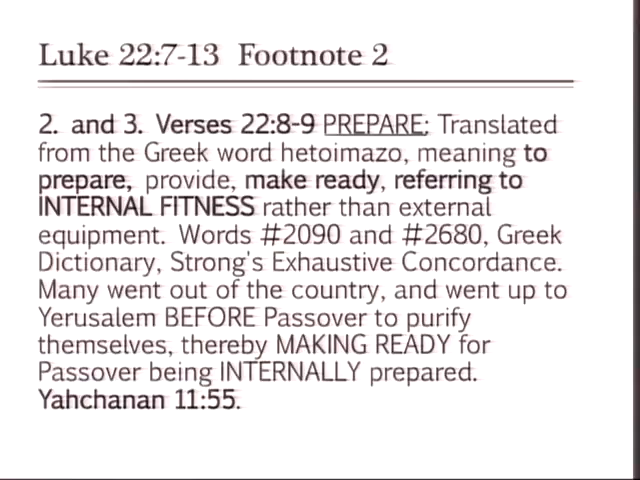 Luke 22:7-13  Footnote 2
2. and 3. Verses 22:8-9 PREPARE: Translated
from the Greek word hetoimazo, meaning to
prepare, provide, make ready, referring to
INTERNAL FITNESS rather than external
equipment. Words #2090 and #2680, Greek
Dictionary, Strong's Exhaustive Concordance.
Many went out of the country, and went up to
Yerusalem BEFORE Passover to purify
themselves, thereby MAKING READY for
Passover being INTERNALLY prepared.
Yahchanan 11:55.